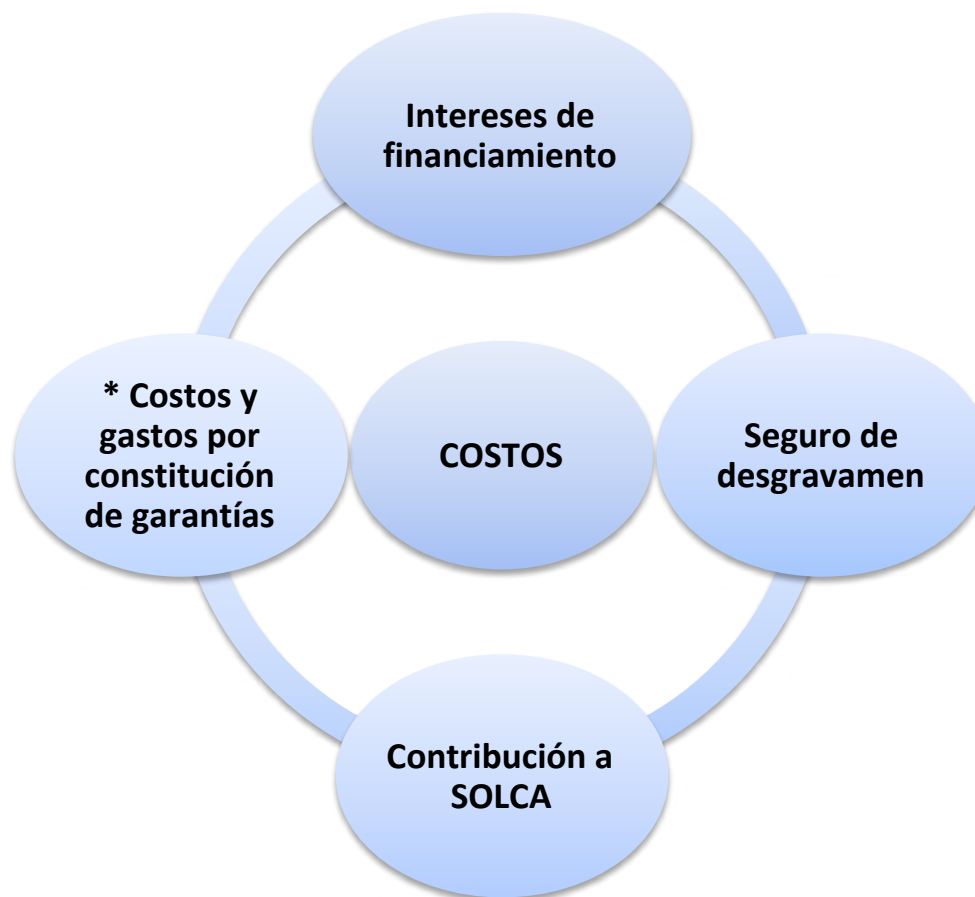 Intereses de
financiamiento
* Costos y
gastos por
constitución
de garantías
COSTOS
Seguro de
desgravamen
Contribución a
SOLCA